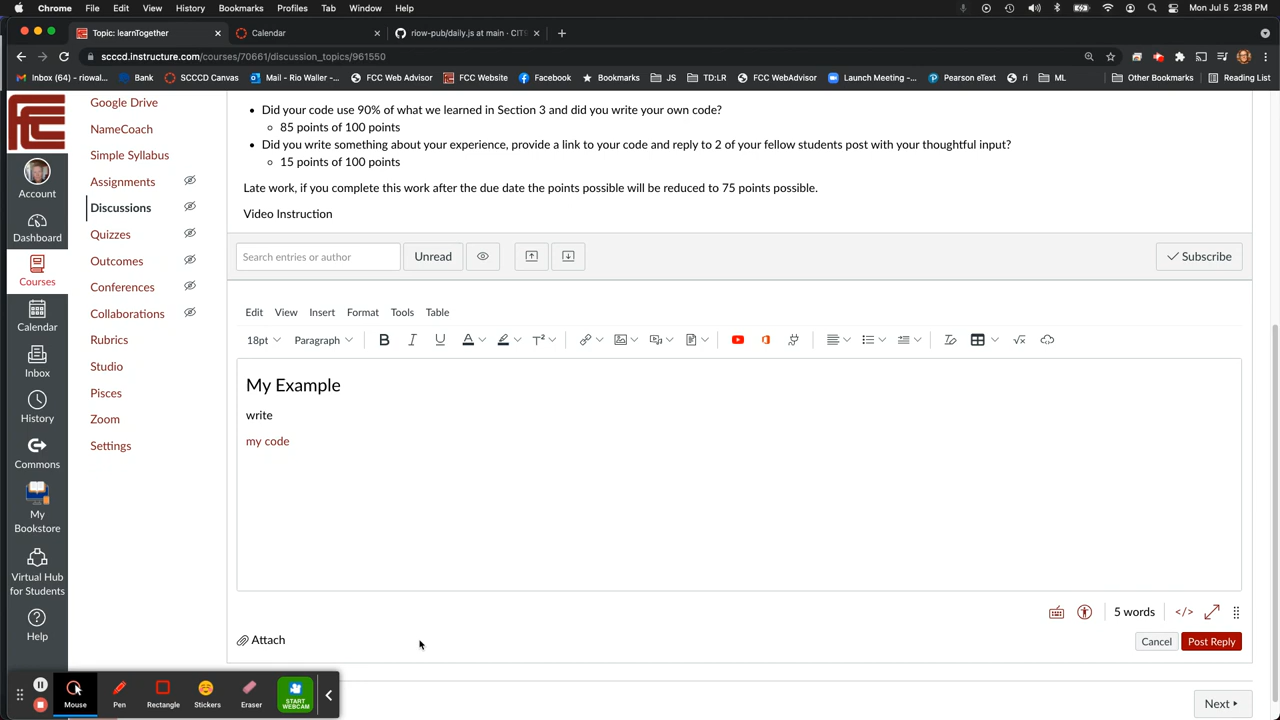 Chrome File Edit View History Bookmarks Profiles Tab Window Help Mon Jul 5 2:38 PM
Topic: learnTogether Calendar riow-pub/daily.js at main · CIT
scccd.instructure.com/courses/70661/discussion_topics/961550
Inbox (64) – riowal... Bank SCCCD Canvas Mail – Rio Waller –... FCC Web Advisor FCC Website Facebook Bookmarks JS TD:LR FCC WebAdvisor Launch Meeting –... Pearson eText ri ML Other Bookmarks Reading List
Google Drive
NameCoach
Simple Syllabus
Assignments
Discussions
Quizzes
Outcomes
Conferences
Collaborations
Rubrics
Studio
Pisces
Zoom
Settings
FCC
Account
Dashboard
Courses
Calendar
Inbox
History
Commons
My
Bookstore
Virtual Hub
for Students
Help
• Did your code use 90% of what we learned in Section 3 and did you write your own code?
85 points of 100 points
• Did you write something about your experience, provide a link to your code and reply to 2 of your fellow students post with your thoughtful input?
15 points of 100 points
Late work, if you complete this work after the due date the points possible will be reduced to 75 points possible.
Video Instruction
Search entries or author Unread Subscribe
Edit View Insert Format Tools Table
18pt Paragraph B I U A T²
My Example
write
my code
5 words </>
Attach Cancel Post Reply
Mouse Pen Rectangle Stickers Eraser START
WEBCAM
Next